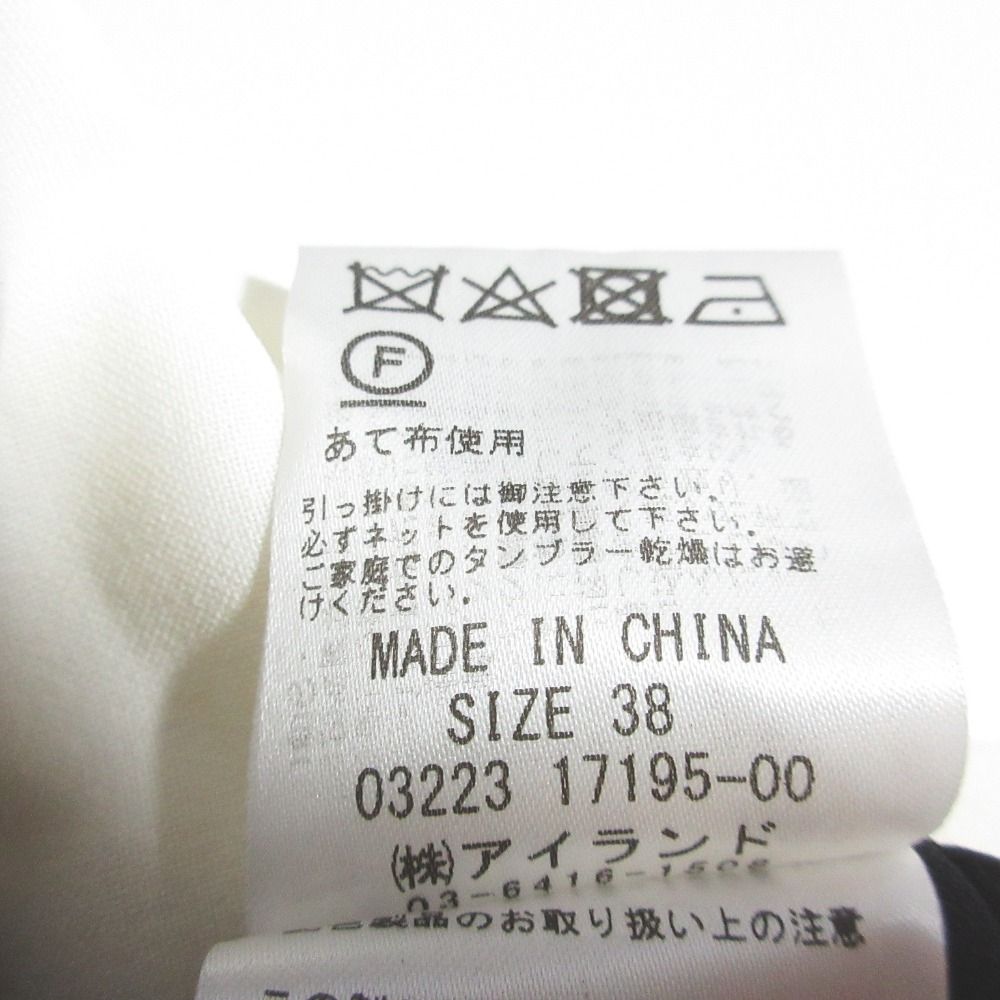 F
あて布使用
引っ掛けには御注意下さい.
必ずネットを使用して下さい.
ご家庭でのタンブラー乾燥はお避
けください.
MADE IN CHINA
SIZE 38
03223 17195-00
(株)アイランド
製品のお取り扱い上の注意